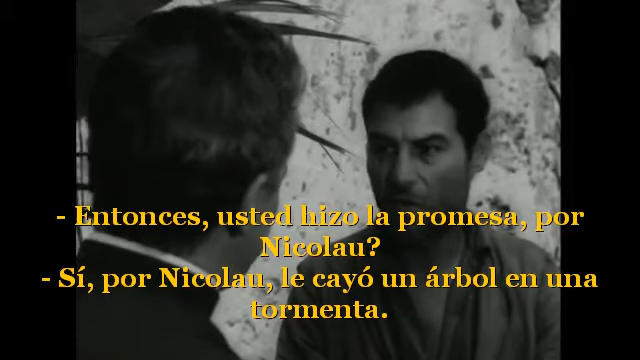 - Entonces, usted hizo la promesa, por
Nicolau?
- Sí, por Nicolau, le cayó un árbol en una
tormenta.